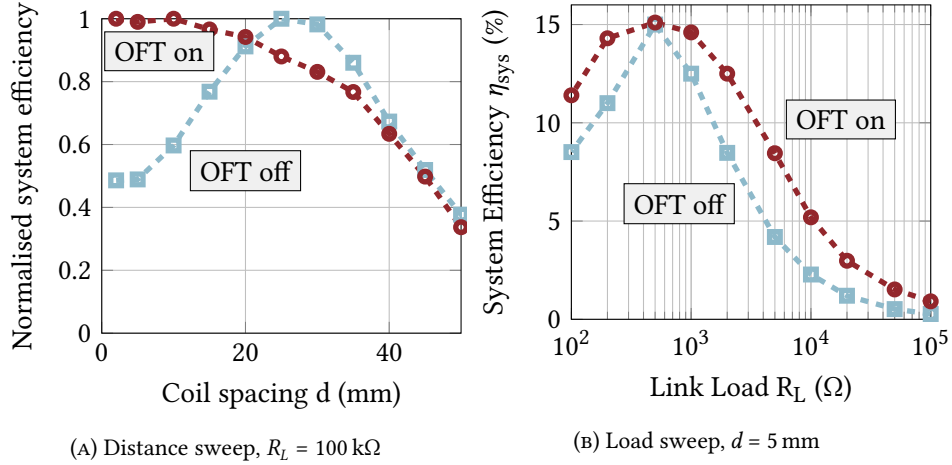 Normalised system efficiency
1
0.8
0.6
0.4
0.2
0
0
20
40
OFT on
OFT off
Coil spacing d (mm)
(A) Distance sweep, R_L = 100 kΩ
System Efficiency η_sys (%)
15
10
5
0
10^2
10^3
10^4
10^5
OFT on
OFT off
Link Load R_L (Ω)
(B) Load sweep, d = 5 mm